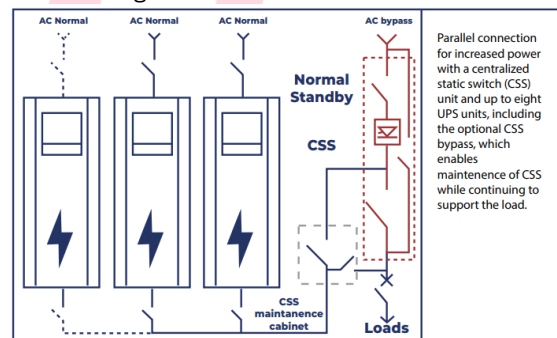 AC Normal
AC Normal
AC Normal
AC bypass
Normal
Standby
CSS
CSS
maintanance
cabinet
Loads
Parallel connection
for increased power
with a centralized
static switch (CSS)
unit and up to eight
UPS units, including
the optional CSS
bypass, which
enables
maintenence of CSS
while continuing to
support the load.